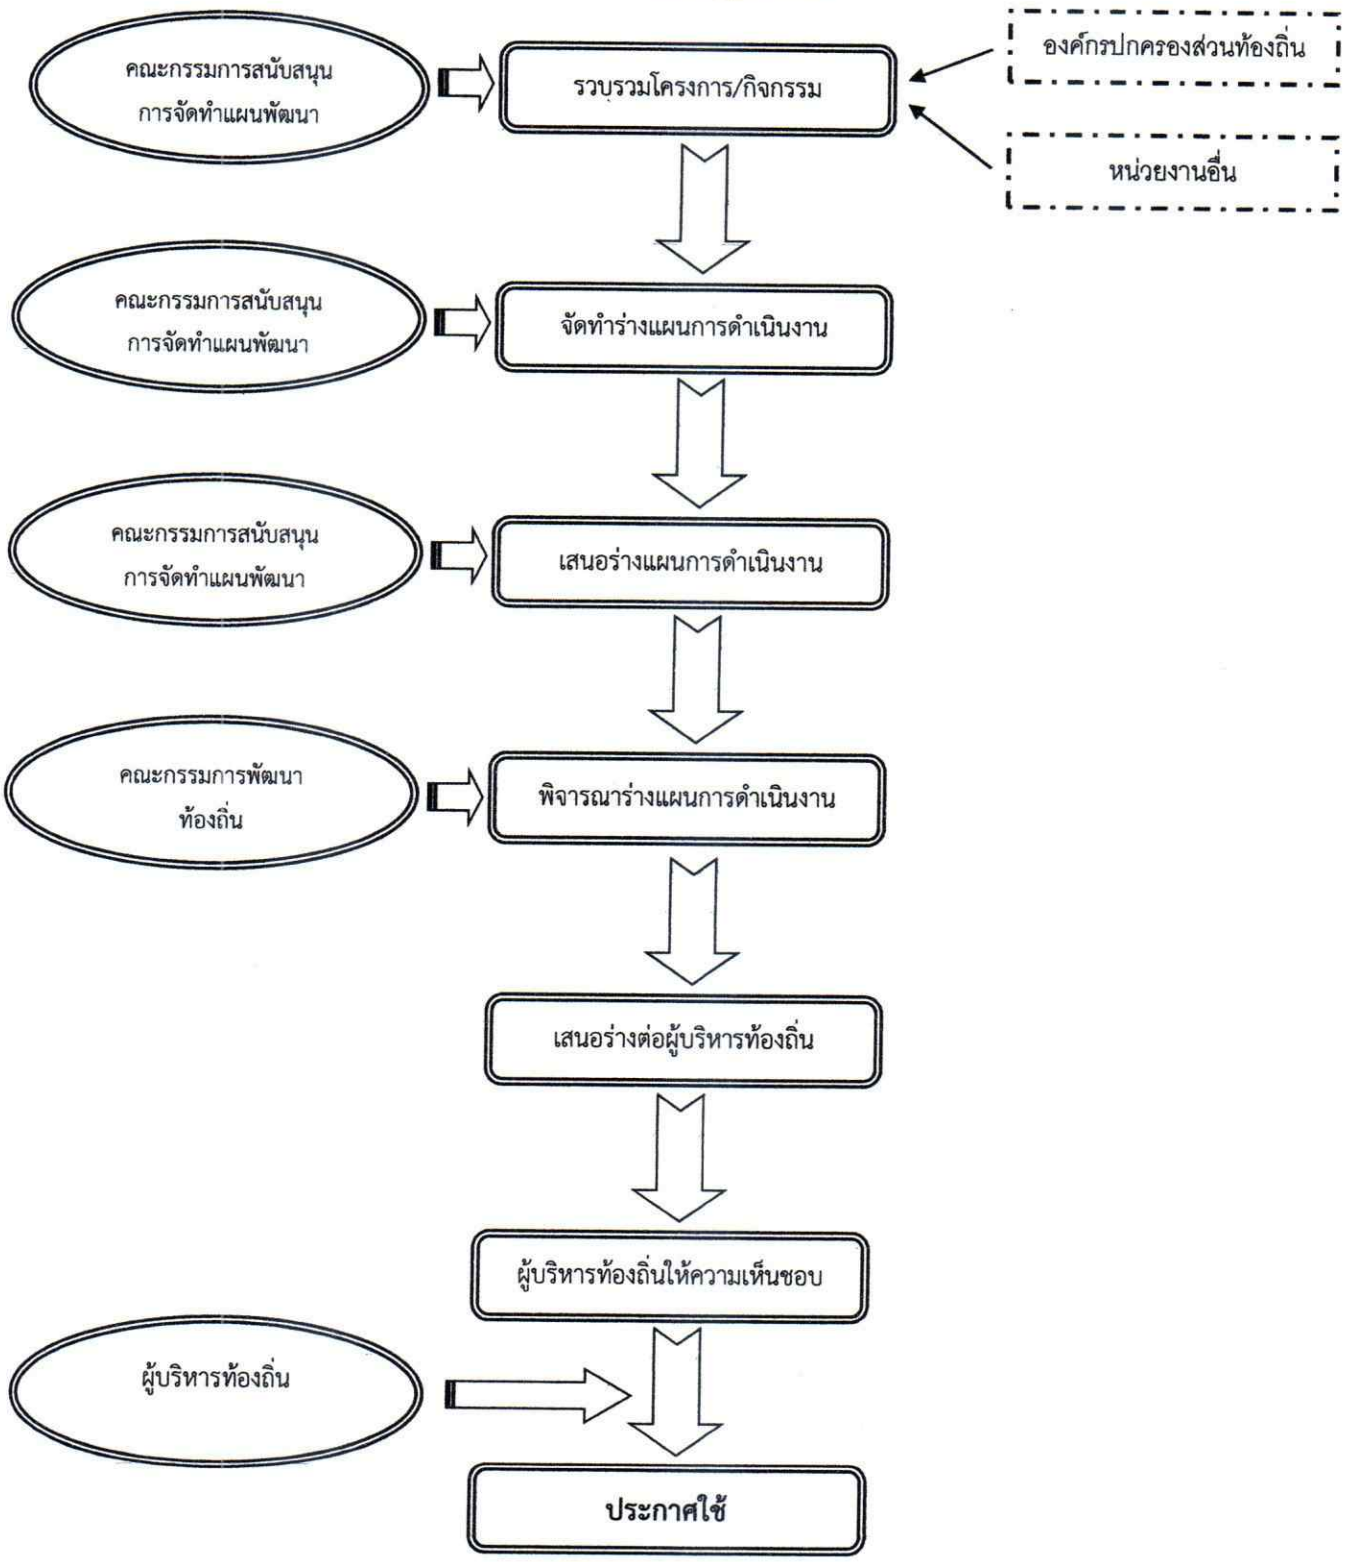 คณะกรรมการสนับสนุน
การจัดทำแผนพัฒนา
รวบรวมโครงการ/กิจกรรม
องค์กรปกครองส่วนท้องถิ่น
หน่วยงานอื่น
คณะกรรมการสนับสนุน
การจัดทำแผนพัฒนา
จัดทำร่างแผนการดำเนินงาน
คณะกรรมการสนับสนุน
การจัดทำแผนพัฒนา
เสนอร่างแผนการดำเนินงาน
คณะกรรมการพัฒนา
ท้องถิ่น
พิจารณาร่างแผนการดำเนินงาน
เสนอร่างต่อผู้บริหารท้องถิ่น
ผู้บริหารท้องถิ่นให้ความเห็นชอบ
ผู้บริหารท้องถิ่น
ประกาศใช้